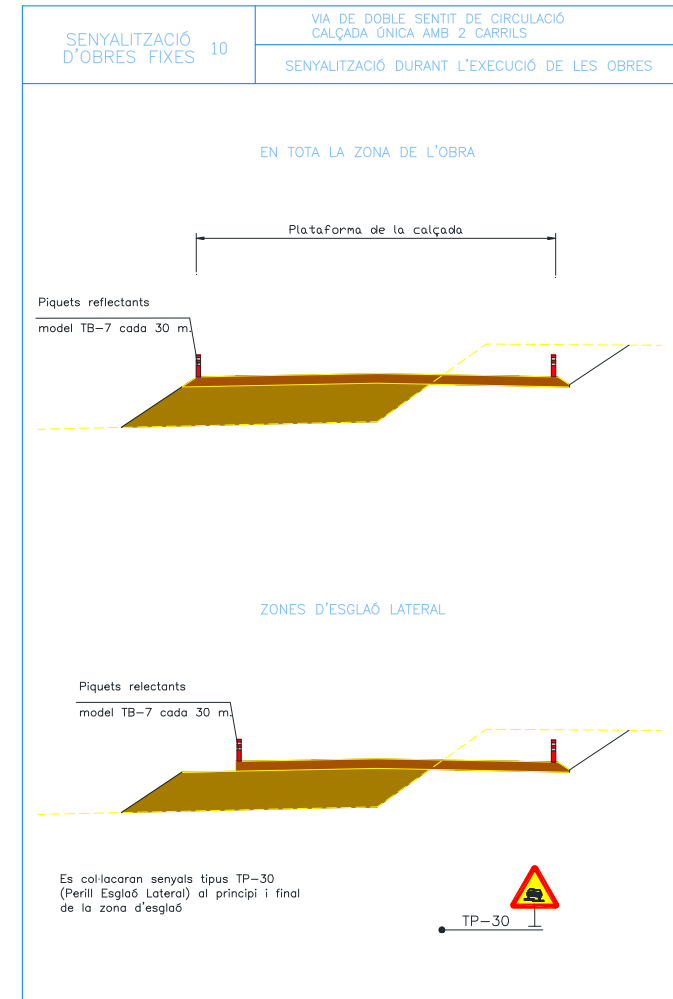 SENYALITZACIÓ
D'OBRES FIXES
10
VIA DE DOBLE SENTIT DE CIRCULACIÓ
CALÇADA ÚNICA AMB 2 CARRILS
SENYALITZACIÓ DURANT L'EXECUCIÓ DE LES OBRES
EN TOTA LA ZONA DE L'OBRA
Plataforma de la calçada
Piquets reflectants
model TB-7 cada 30 m.
ZONES D'ESGLAÓ LATERAL
Piquets relectants
model TB-7 cada 30 m.
Es col·lacaran senyals tipus TP-30
(Perill Esglaó Lateral) al principi i final
de la zona d'esglaó
TP-30